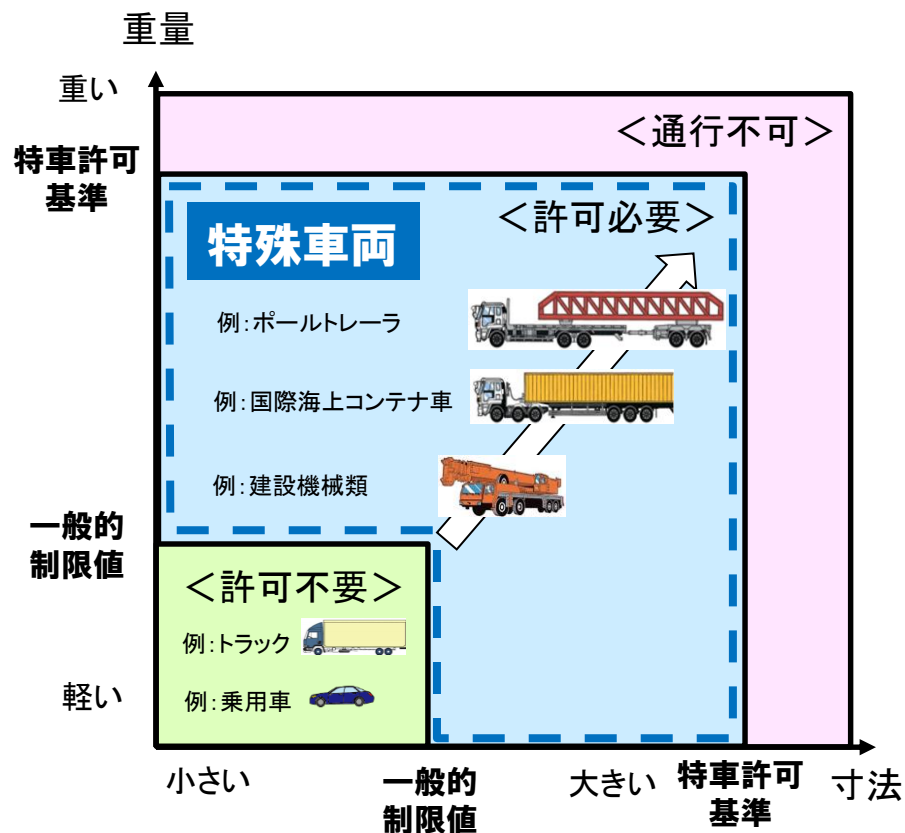 重量
重い
＜通行不可＞
特車許可
基準
＜許可必要＞
特殊車両
例：ポールトレーラ
例：国際海上コンテナ車
例：建設機械類
一般的
制限値
＜許可不要＞
例：トラック
例：乗用車
軽い
小さい
一般的
制限値
大きい
特車許可
基準
寸法